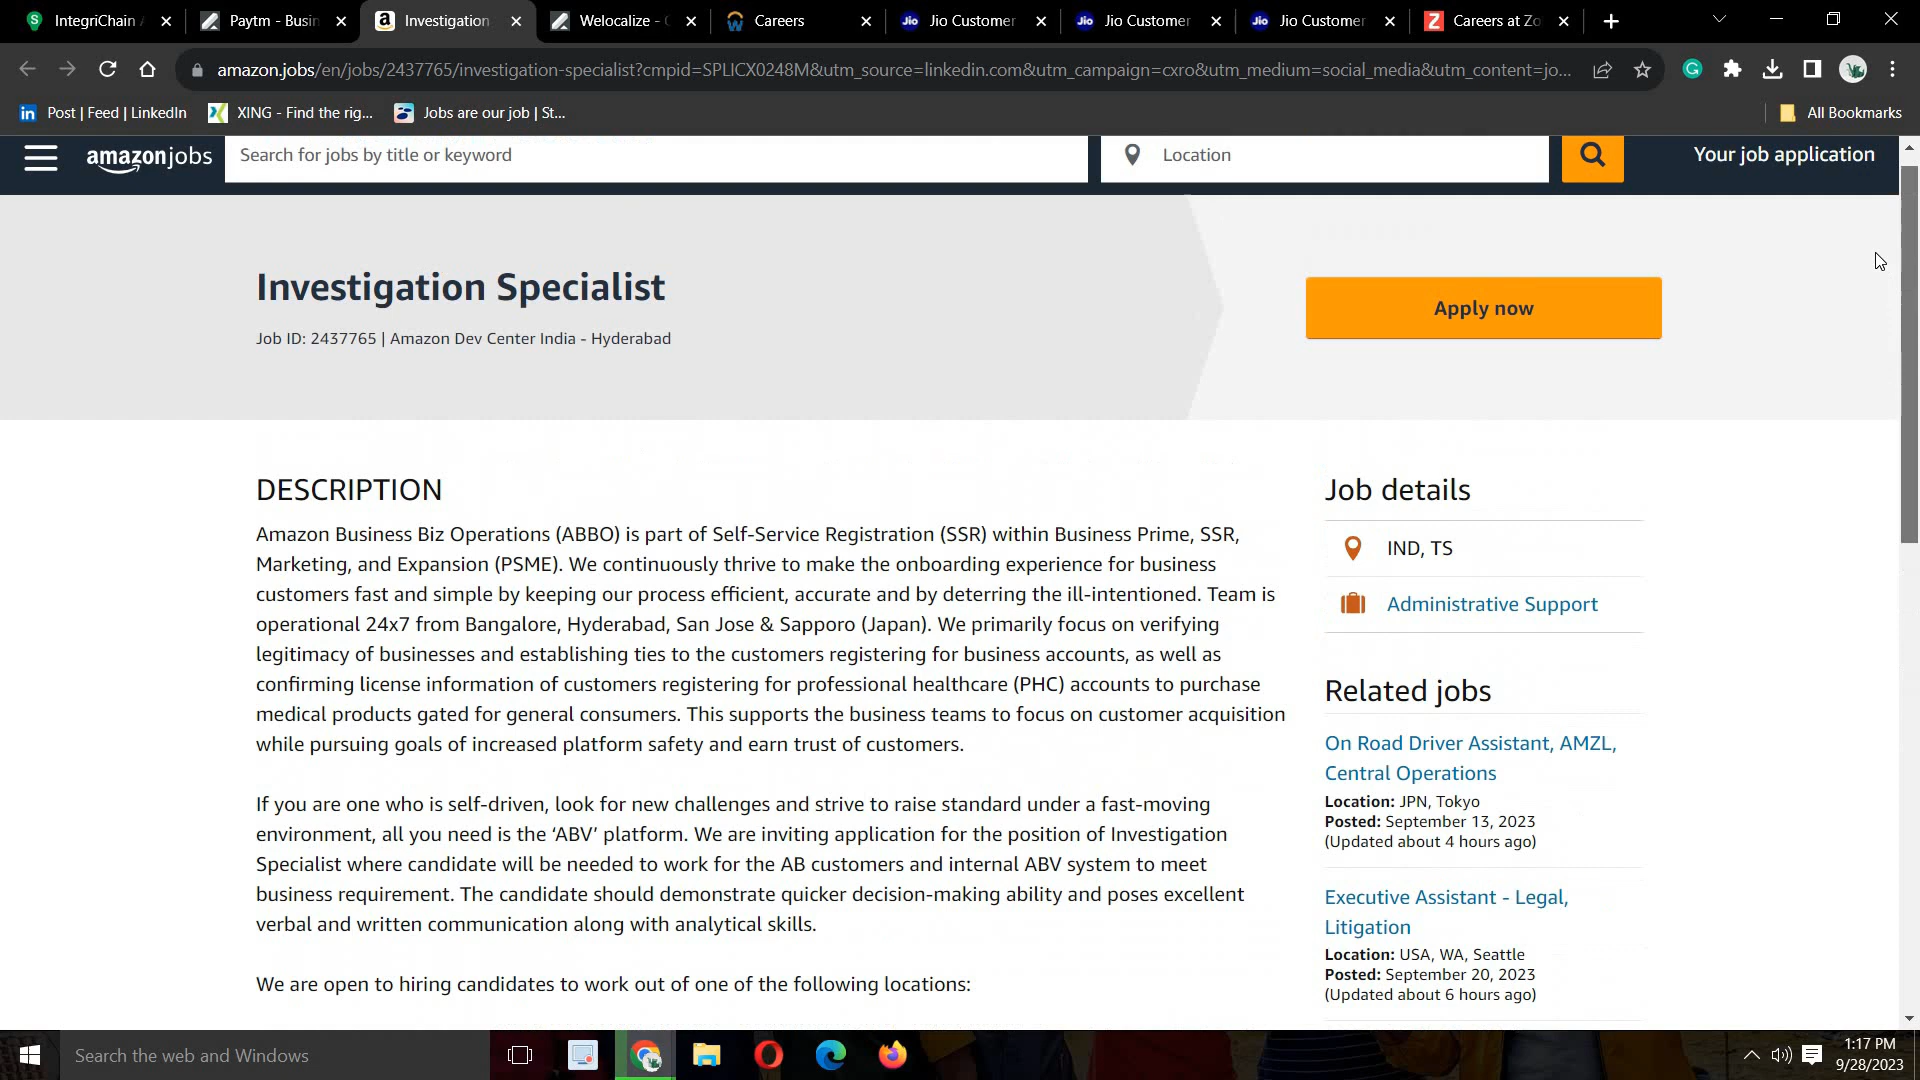 IntegriChain
Paytm - Busin
Investigation
Welocalize -
Careers
Jio Customer
Jio Customer
Jio Customer
Careers at Zo
amazon.jobs/en/jobs/2437765/investigation-specialist?cmpid=SPLICX0248M&utm_source=linkedin.com&utm_campaign=cxro&utm_medium=social_media&utm_content=jo...
Post | Feed | LinkedIn
XING - Find the rig...
Jobs are our job | St...
All Bookmarks
amazon jobs
Search for jobs by title or keyword
Location
Your job application
Investigation Specialist
Job ID: 2437765 | Amazon Dev Center India - Hyderabad
Apply now
DESCRIPTION
Amazon Business Biz Operations (ABBO) is part of Self-Service Registration (SSR) within Business Prime, SSR,
Marketing, and Expansion (PSME). We continuously thrive to make the onboarding experience for business
customers fast and simple by keeping our process efficient, accurate and by deterring the ill-intentioned. Team is
operational 24x7 from Bangalore, Hyderabad, San Jose & Sapporo (Japan). We primarily focus on verifying
legitimacy of businesses and establishing ties to the customers registering for business accounts, as well as
confirming license information of customers registering for professional healthcare (PHC) accounts to purchase
medical products gated for general consumers. This supports the business teams to focus on customer acquisition
while pursuing goals of increased platform safety and earn trust of customers.
If you are one who is self-driven, look for new challenges and strive to raise standard under a fast-moving
environment, all you need is the ‘ABV’ platform. We are inviting application for the position of Investigation
Specialist where candidate will be needed to work for the AB customers and internal ABV system to meet
business requirement. The candidate should demonstrate quicker decision-making ability and poses excellent
verbal and written communication along with analytical skills.
We are open to hiring candidates to work out of one of the following locations:
Job details
IND, TS
Administrative Support
Related jobs
On Road Driver Assistant, AMZL,
Central Operations
Location: JPN, Tokyo
Posted: September 13, 2023
(Updated about 4 hours ago)
Executive Assistant - Legal,
Litigation
Location: USA, WA, Seattle
Posted: September 20, 2023
(Updated about 6 hours ago)
Search the web and Windows
1:17 PM
9/28/2023